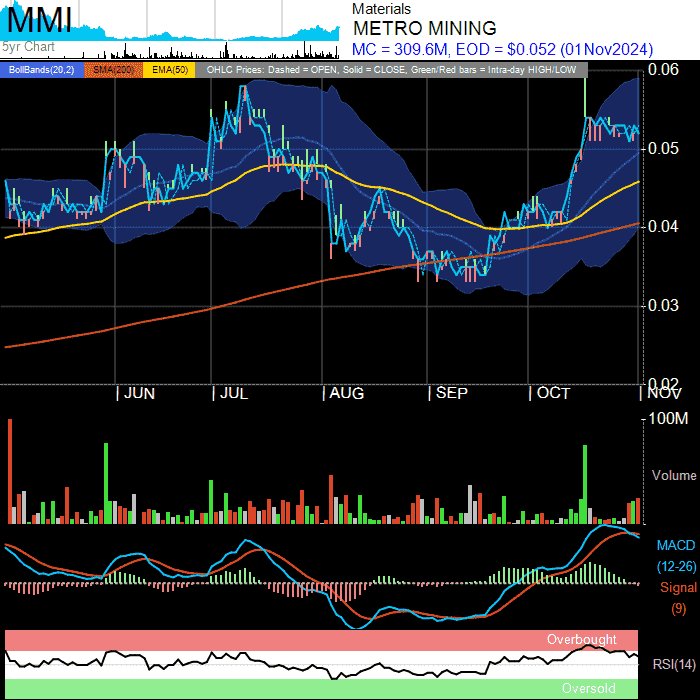 MMI
5yr Chart
Materials
METRO MINING
MC = 309.6M, EOD = $0.052 (01Nov2024)
BollBands(20,2) SMA(200) EMA(50) OHLC Prices: Dashed = OPEN, Solid = CLOSE, Green/Red bars = Intra-day HIGH/LOW
0.06
0.05
0.04
0.03
0.02
| JUN | JUL | AUG | SEP | OCT | NOV
100M
Volume
MACD
(12-26)
Signal
(9)
Overbought
RSI(14)
Oversold